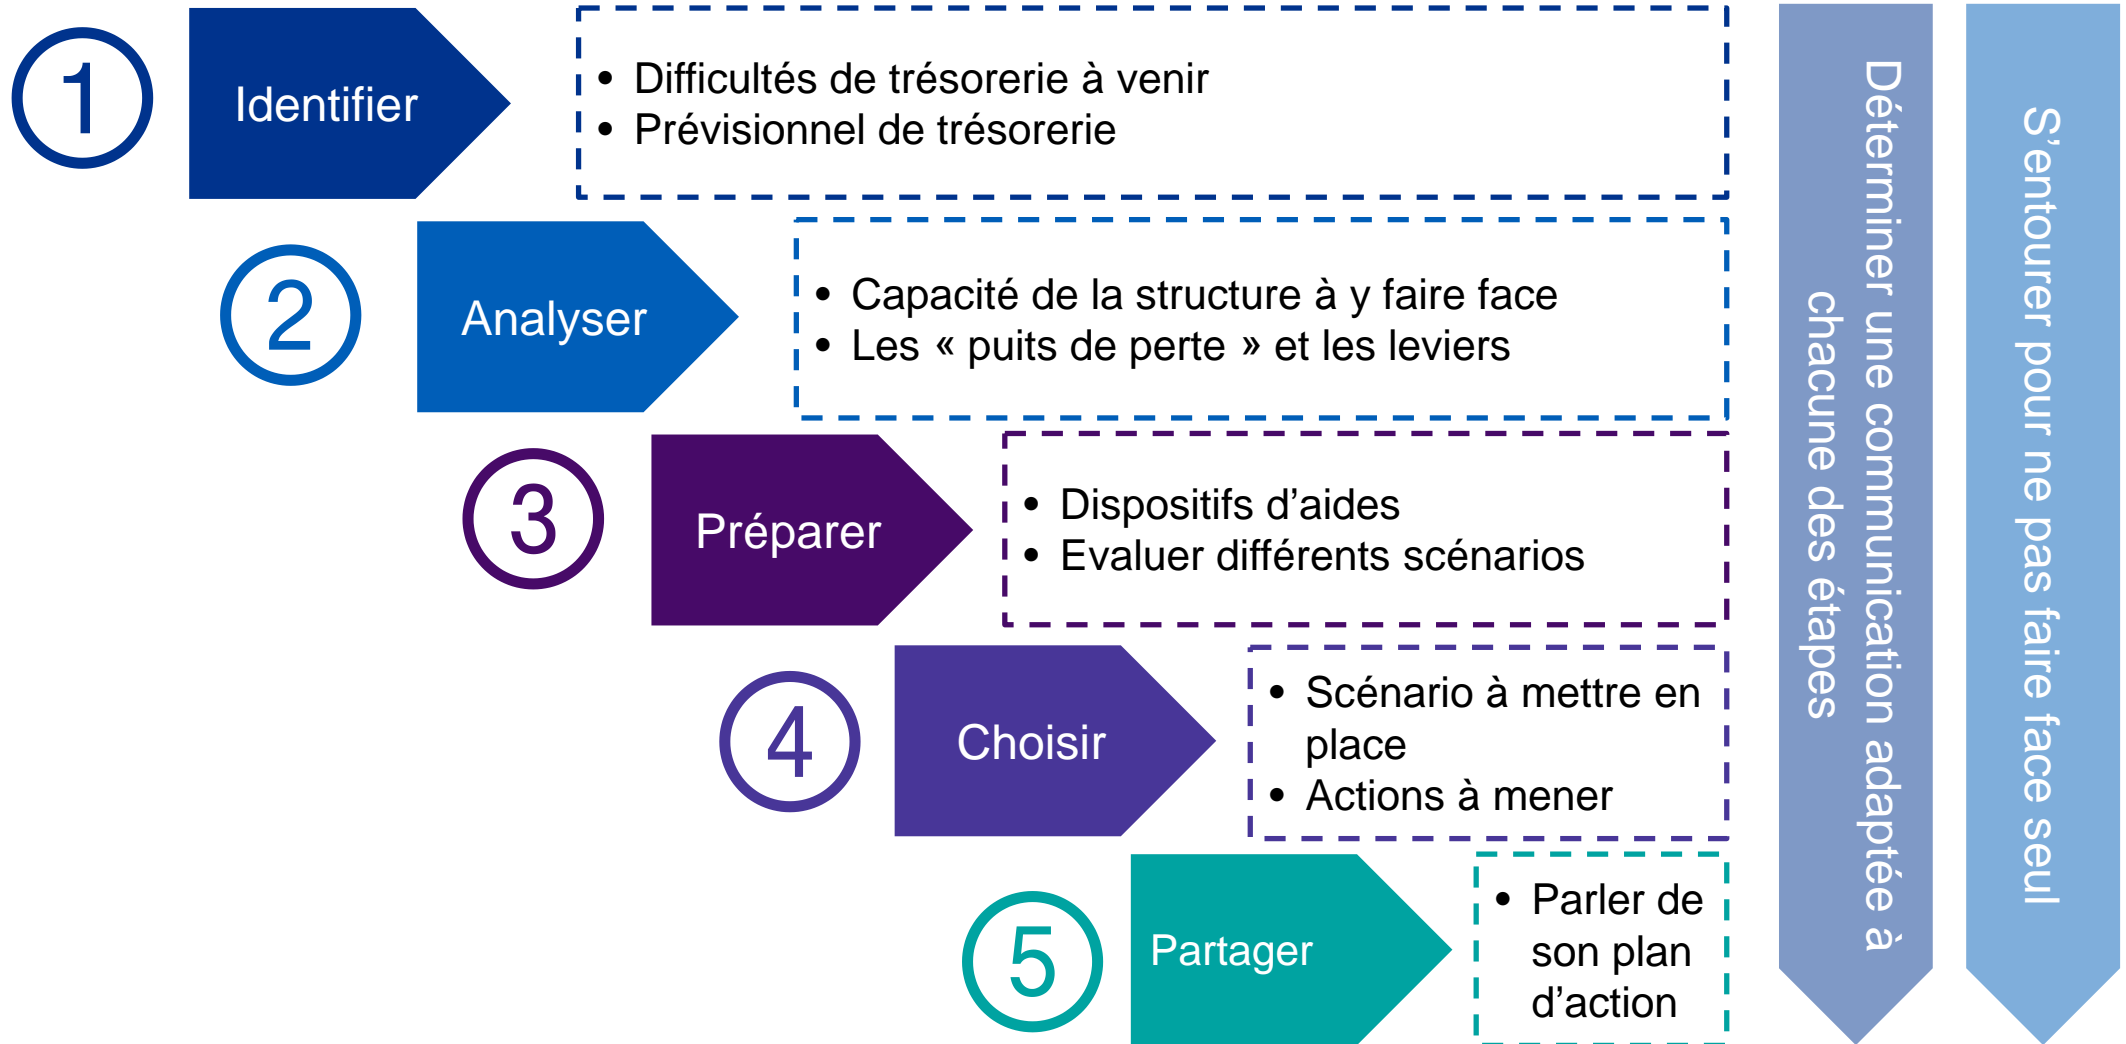 1
Identifier
• Difficultés de trésorerie à venir
• Prévisionnel de trésorerie
2
Analyser
• Capacité de la structure à y faire face
• Les « puits de perte » et les leviers
3
Préparer
• Dispositifs d’aides
• Evaluer différents scénarios
4
Choisir
• Scénario à mettre en
place
• Actions à mener
5
Partager
• Parler de
son plan
d’action
Déterminer une communication adaptée à
chacune des étapes
S’entourer pour ne pas faire face seul